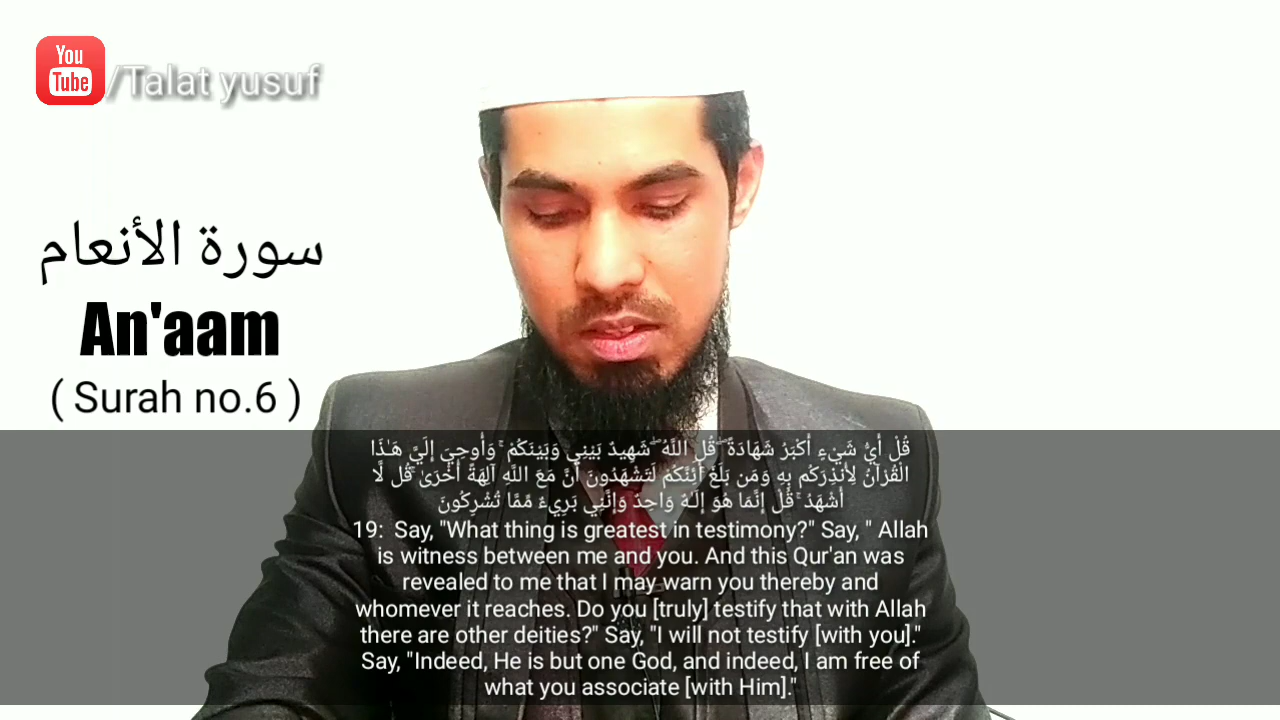 You
Tube
/Talat yusuf
سورة الأنعام
An'aam
( Surah no.6 )
قُلْ أَيُّ شَيْءٍ أَكْبَرُ شَهَادَةً ۖ قُلِ اللَّهُ ۖ شَهِيدٌ بَيْنِي وَبَيْنَكُمْ ۚ وَأُوحِيَ إِلَيَّ هَـٰذَا
الْقُرْآنُ لِأُنذِرَكُم بِهِ وَمَن بَلَغَ ۚ أَئِنَّكُمْ لَتَشْهَدُونَ أَنَّ مَعَ اللَّهِ آلِهَةً أُخْرَىٰ ۚ قُل لَّا
أَشْهَدُ ۚ قُلْ إِنَّمَا هُوَ إِلَـٰهٌ وَاحِدٌ وَإِنَّنِي بَرِيءٌ مِّمَّا تُشْرِكُونَ
19:  Say, "What thing is greatest in testimony?" Say, " Allah
is witness between me and you. And this Qur'an was
revealed to me that I may warn you thereby and
whomever it reaches. Do you [truly] testify that with Allah
there are other deities?" Say, "I will not testify [with you]."
Say, "Indeed, He is but one God, and indeed, I am free of
what you associate [with Him]."